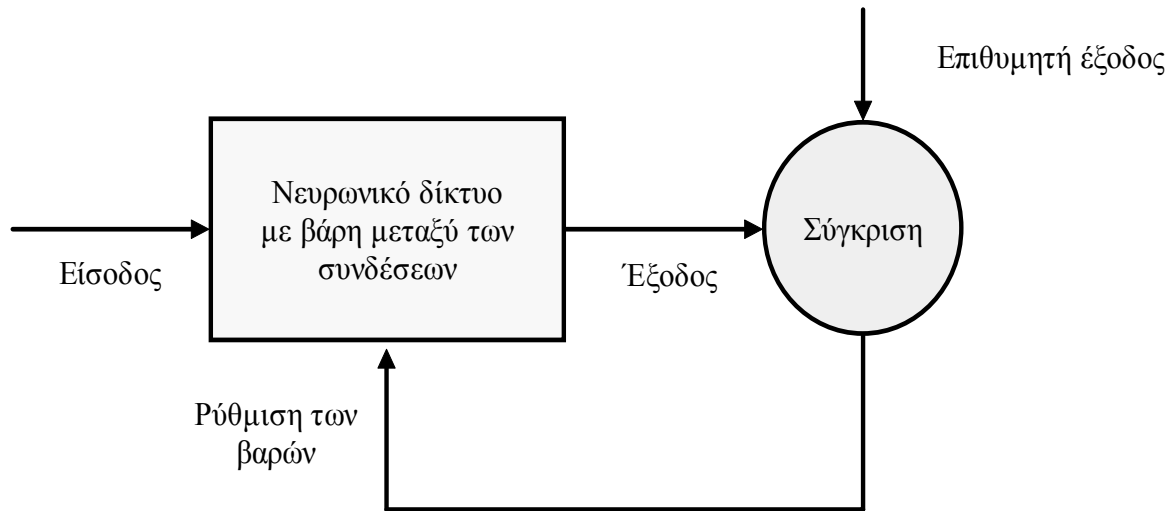 Επιθυμητή έξοδος
Νευρωνικό δίκτυο
με βάρη μεταξύ των
συνδέσεων
Σύγκριση
Είσοδος
Έξοδος
Ρύθμιση των
βαρών